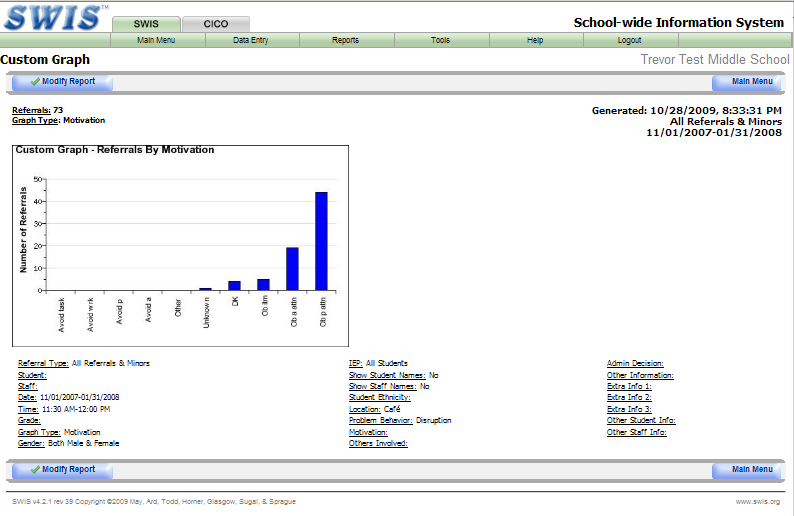 SWIS™
SWIS CICO School-wide Information System
Main Menu Data Entry Reports Tools Help Logout
Custom Graph Trevor Test Middle School
Modify Report Main Menu
Referrals: 73
Graph Type: Motivation
Generated: 10/28/2009, 8:33:31 PM
All Referrals & Minors
11/01/2007-01/31/2008
Custom Graph - Referrals By Motivation
Number of Referrals
50
40
30
20
10
0
Avoid task
Avoid wrk
Avoid p
Avoid a
Other
Unknown
DK
Ob itm
Ob a attn
Ob p attn
Referral Type: All Referrals & Minors
Student:
Staff:
Date: 11/01/2007-01/31/2008
Time: 11:30 AM-12:00 PM
Grade:
Graph Type: Motivation
Gender: Both Male & Female
IEP: All Students
Show Student Names: No
Show Staff Names: No
Student Ethnicity:
Location: Café
Problem Behavior: Disruption
Motivation:
Others Involved:
Admin Decision:
Other Information:
Extra Info 1:
Extra Info 2:
Extra Info 3:
Other Student Info:
Other Staff Info:
Modify Report Main Menu
SWIS v4.2.1 rev 39 Copyright ©2009 May, Ard, Todd, Horner, Glasgow, Sugai, & Sprague www.swis.org